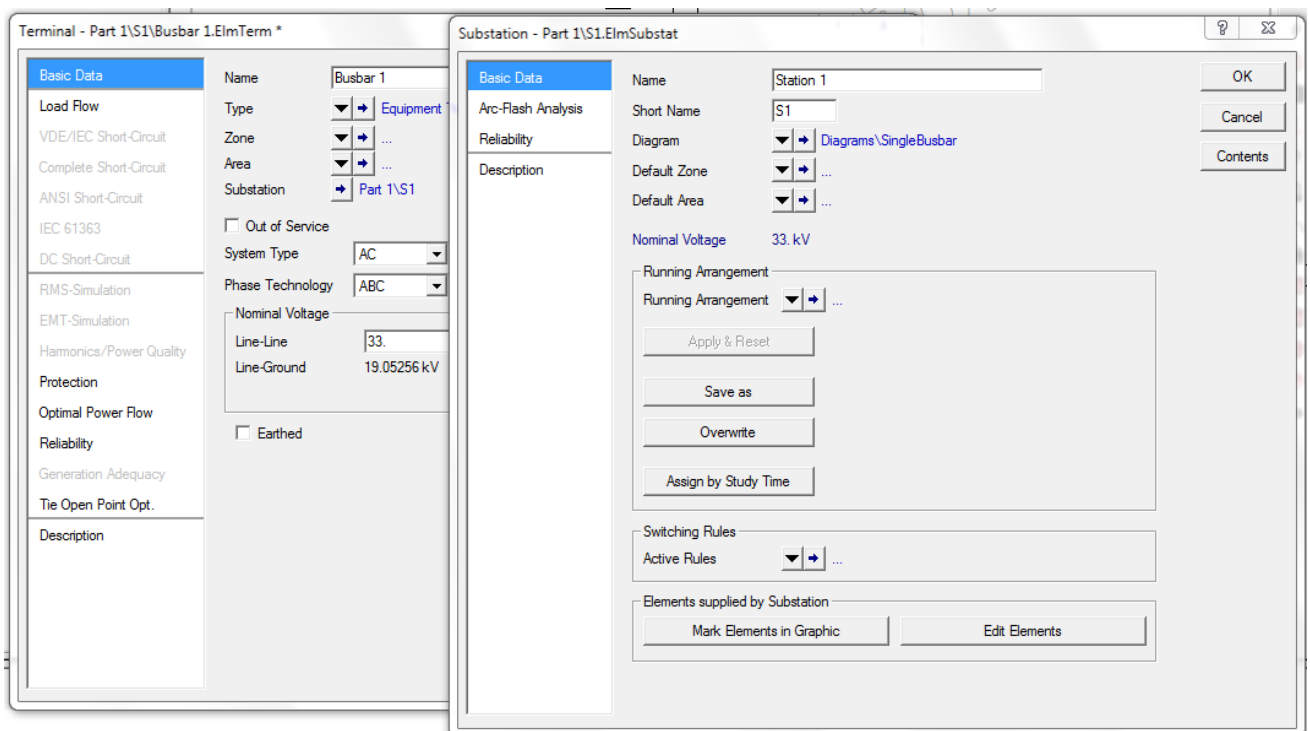 Terminal - Part 1\S1\Busbar 1.ElmTerm *
Basic Data
Load Flow
VDE/IEC Short-Circuit
Complete Short-Circuit
ANSI Short-Circuit
IEC 61363
DC Short-Circuit
RMS-Simulation
EMT-Simulation
Harmonics/Power Quality
Protection
Optimal Power Flow
Reliability
Generation Adequacy
Tie Open Point Opt.
Description
Name Busbar 1
Type Equipment
Zone ...
Area ...
Substation Part 1\S1
Out of Service
System Type AC
Phase Technology ABC
Nominal Voltage
Line-Line 33.
Line-Ground 19.05256 kV
Earthed
Substation - Part 1\S1.ElmSubstat
?
Basic Data
Arc-Flash Analysis
Reliability
Description
Name Station 1
Short Name S1
Diagram Diagrams\SingleBusbar
Default Zone ...
Default Area ...
Nominal Voltage 33. kV
Running Arrangement
Running Arrangement ...
Apply & Reset
Save as
Overwrite
Assign by Study Time
Switching Rules
Active Rules ...
Elements supplied by Substation
Mark Elements in Graphic Edit Elements
OK
Cancel
Contents